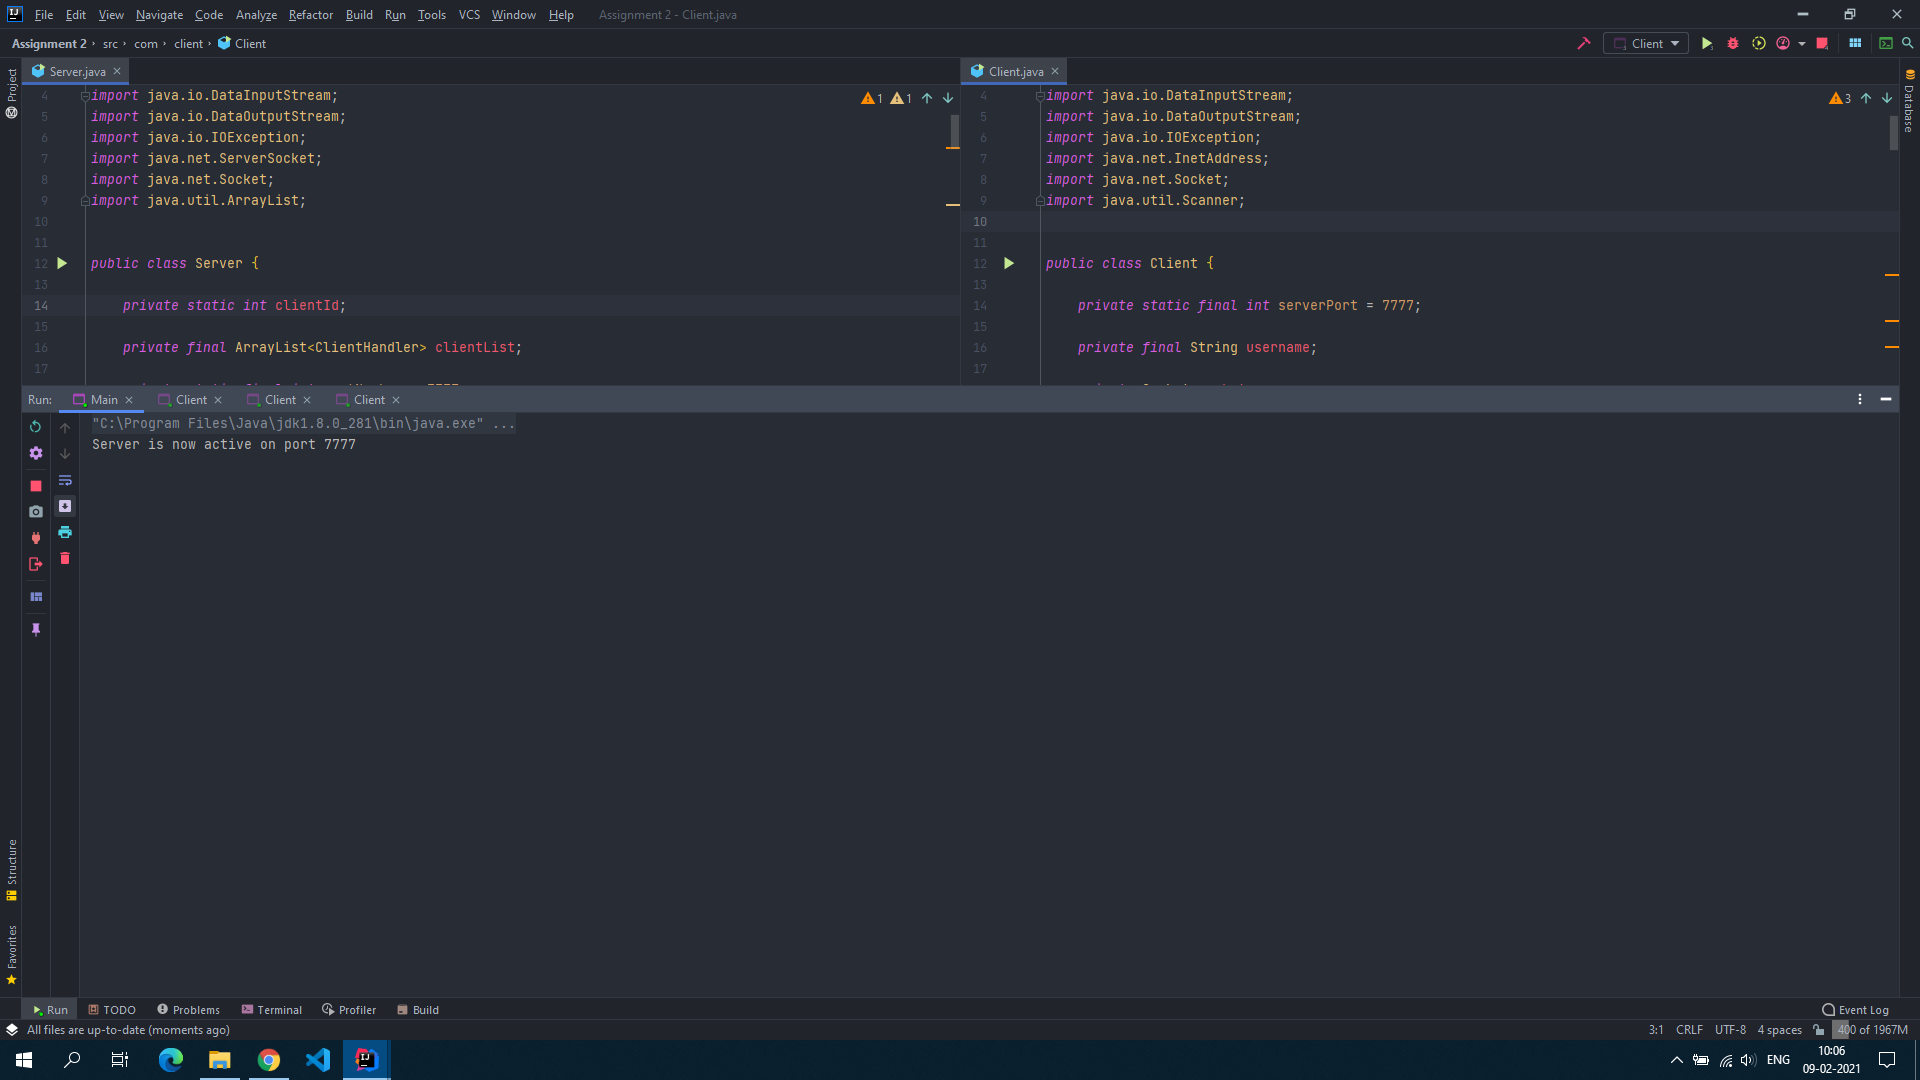 IJ File Edit View Navigate Code Analyze Refactor Build Run Tools VCS Window Help Assignment 2 - Client.java
Assignment 2 › src › com › client › Client
Client
Project
Server.java
4 import java.io.DataInputStream;
5 import java.io.DataOutputStream;
6 import java.io.IOException;
7 import java.net.ServerSocket;
8 import java.net.Socket;
9 import java.util.ArrayList;
10
11
12 public class Server {
13
14 private static int clientId;
15
16 private final ArrayList<ClientHandler> clientList;
17
1 1
Client.java
4 import java.io.DataInputStream;
5 import java.io.DataOutputStream;
6 import java.io.IOException;
7 import java.net.InetAddress;
8 import java.net.Socket;
9 import java.util.Scanner;
10
11
12 public class Client {
13
14 private static final int serverPort = 7777;
15
16 private final String username;
17
3
Database
Run: Main Client Client Client
"C:\Program Files\Java\jdk1.8.0_281\bin\java.exe" ...
Server is now active on port 7777
Structure
Favorites
Run TODO Problems Terminal Profiler Build Event Log
All files are up-to-date (moments ago) 3:1 CRLF UTF-8 4 spaces 400 of 1967M
IJ
ENG
10:06
09-02-2021